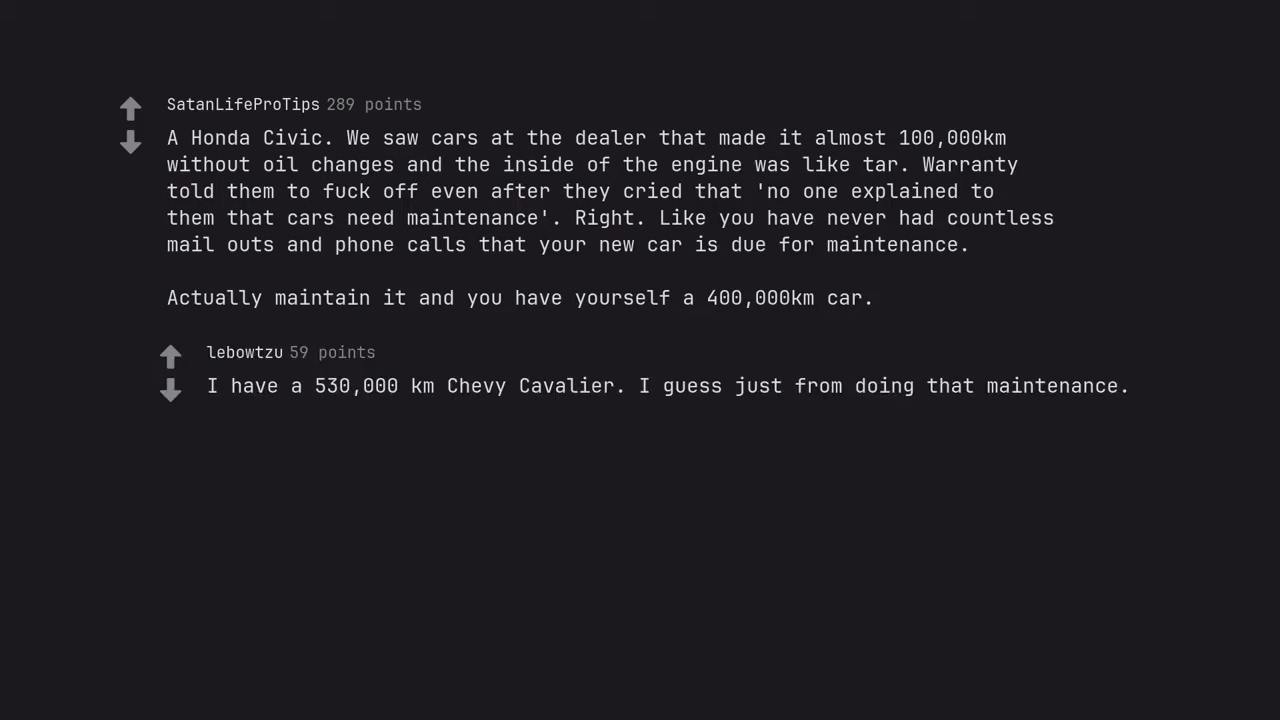 SatanLifeProTips 289 points
A Honda Civic. We saw cars at the dealer that made it almost 100,000km
without oil changes and the inside of the engine was like tar. Warranty
told them to fuck off even after they cried that 'no one explained to
them that cars need maintenance'. Right. Like you have never had countless
mail outs and phone calls that your new car is due for maintenance.
Actually maintain it and you have yourself a 400,000km car.
lebowtzu 59 points
I have a 530,000 km Chevy Cavalier. I guess just from doing that maintenance.